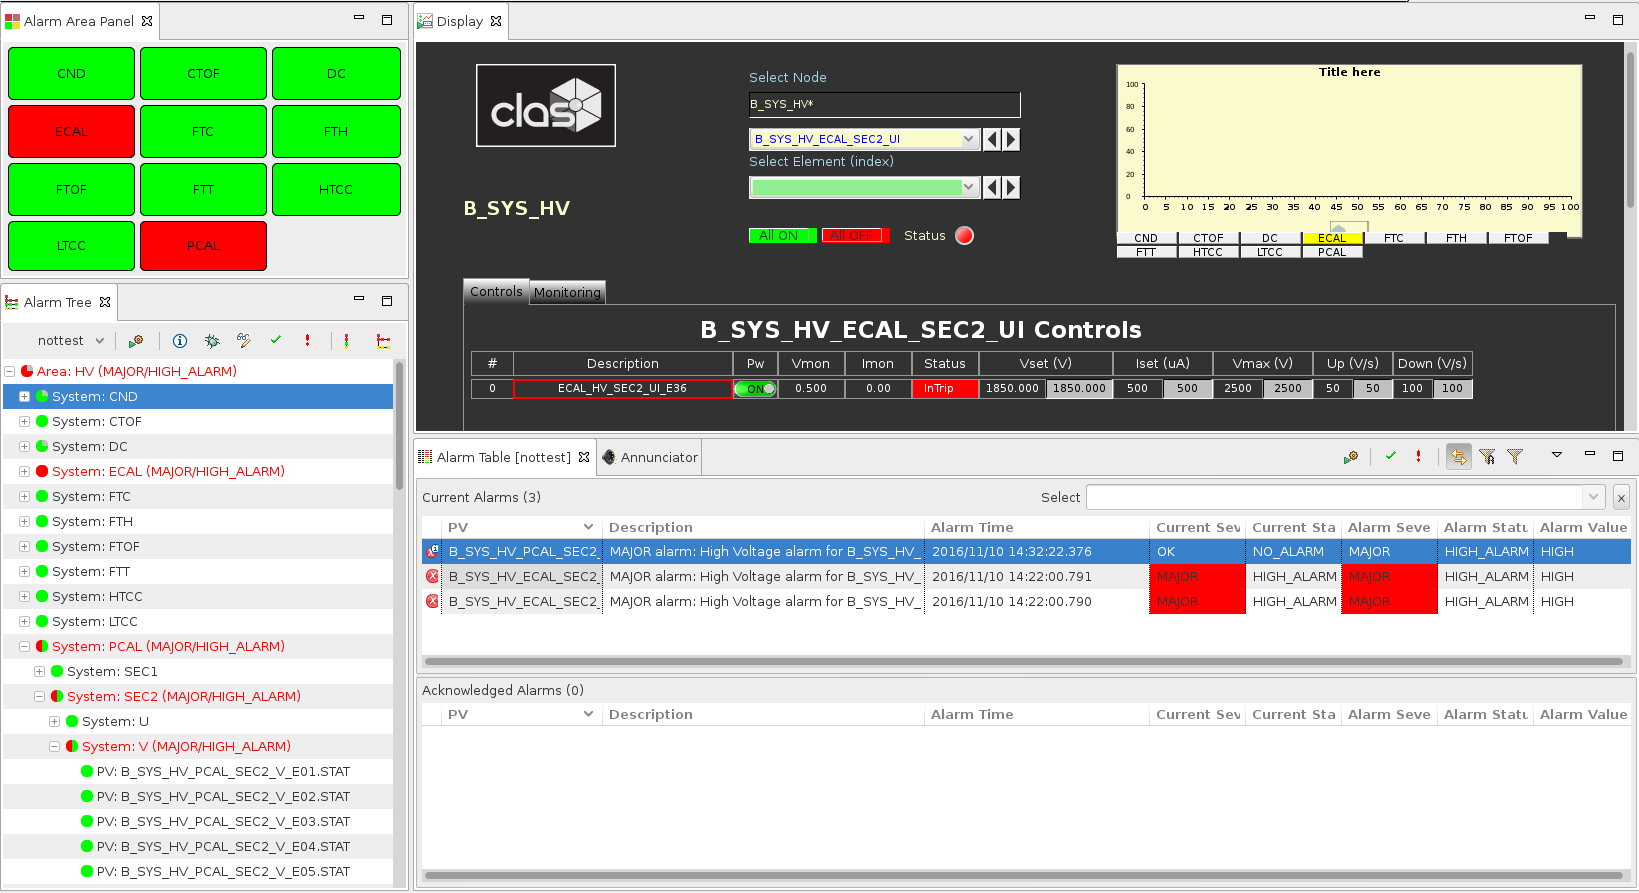 Alarm Area Panel
CND CTOF DC
ECAL FTC FTH
FTOF FTT HTCC
LTCC PCAL
Alarm Tree
nottest
Area: HV (MAJOR/HIGH_ALARM)
System: CND
System: CTOF
System: DC
System: ECAL (MAJOR/HIGH_ALARM)
System: FTC
System: FTH
System: FTOF
System: FTT
System: HTCC
System: LTCC
System: PCAL (MAJOR/HIGH_ALARM)
System: SEC1
System: SEC2 (MAJOR/HIGH_ALARM)
System: U
System: V (MAJOR/HIGH_ALARM)
PV: B_SYS_HV_PCAL_SEC2_V_E01.STAT
PV: B_SYS_HV_PCAL_SEC2_V_E02.STAT
PV: B_SYS_HV_PCAL_SEC2_V_E03.STAT
PV: B_SYS_HV_PCAL_SEC2_V_E04.STAT
PV: B_SYS_HV_PCAL_SEC2_V_E05.STAT
Display
clas
B_SYS_HV
Select Node
B_SYS_HV*
B_SYS_HV_ECAL_SEC2_UI
Select Element (index)
All ON All OFF Status
Title here
100
80
60
40
20
0
0 5 10 15 20 25 30 35 40 45 50 55 60 65 70 75 80 85 90 95 100
CND CTOF DC ECAL FTC FTH FTOF
FTT HTCC LTCC PCAL
Controls Monitoring
B_SYS_HV_ECAL_SEC2_UI Controls
# Description Pw Vmon Imon Status Vset (V) Iset (uA) Vmax (V) Up (V/s) Down (V/s)
0 ECAL_HV_SEC2_UI_E36 ON 0.500 0.00 InTrip 1850.000 1850.000 500 500 2500 2500 50 50 100 100
Alarm Table [nottest] Annunciator
Current Alarms (3) Select
PV Description Alarm Time Current Sev Current Sta Alarm Seve Alarm Statu Alarm Value
B_SYS_HV_PCAL_SEC2_ MAJOR alarm: High Voltage alarm for B_SYS_HV_ 2016/11/10 14:32:22.376 OK NO_ALARM MAJOR HIGH_ALARM HIGH
B_SYS_HV_ECAL_SEC2_ MAJOR alarm: High Voltage alarm for B_SYS_HV_ 2016/11/10 14:22:00.791 MAJOR HIGH_ALARM MAJOR HIGH_ALARM HIGH
B_SYS_HV_ECAL_SEC2_ MAJOR alarm: High Voltage alarm for B_SYS_HV_ 2016/11/10 14:22:00.790 MAJOR HIGH_ALARM MAJOR HIGH_ALARM HIGH
Acknowledged Alarms (0)
PV Description Alarm Time Current Sev Current Sta Alarm Seve Alarm Statu Alarm Value